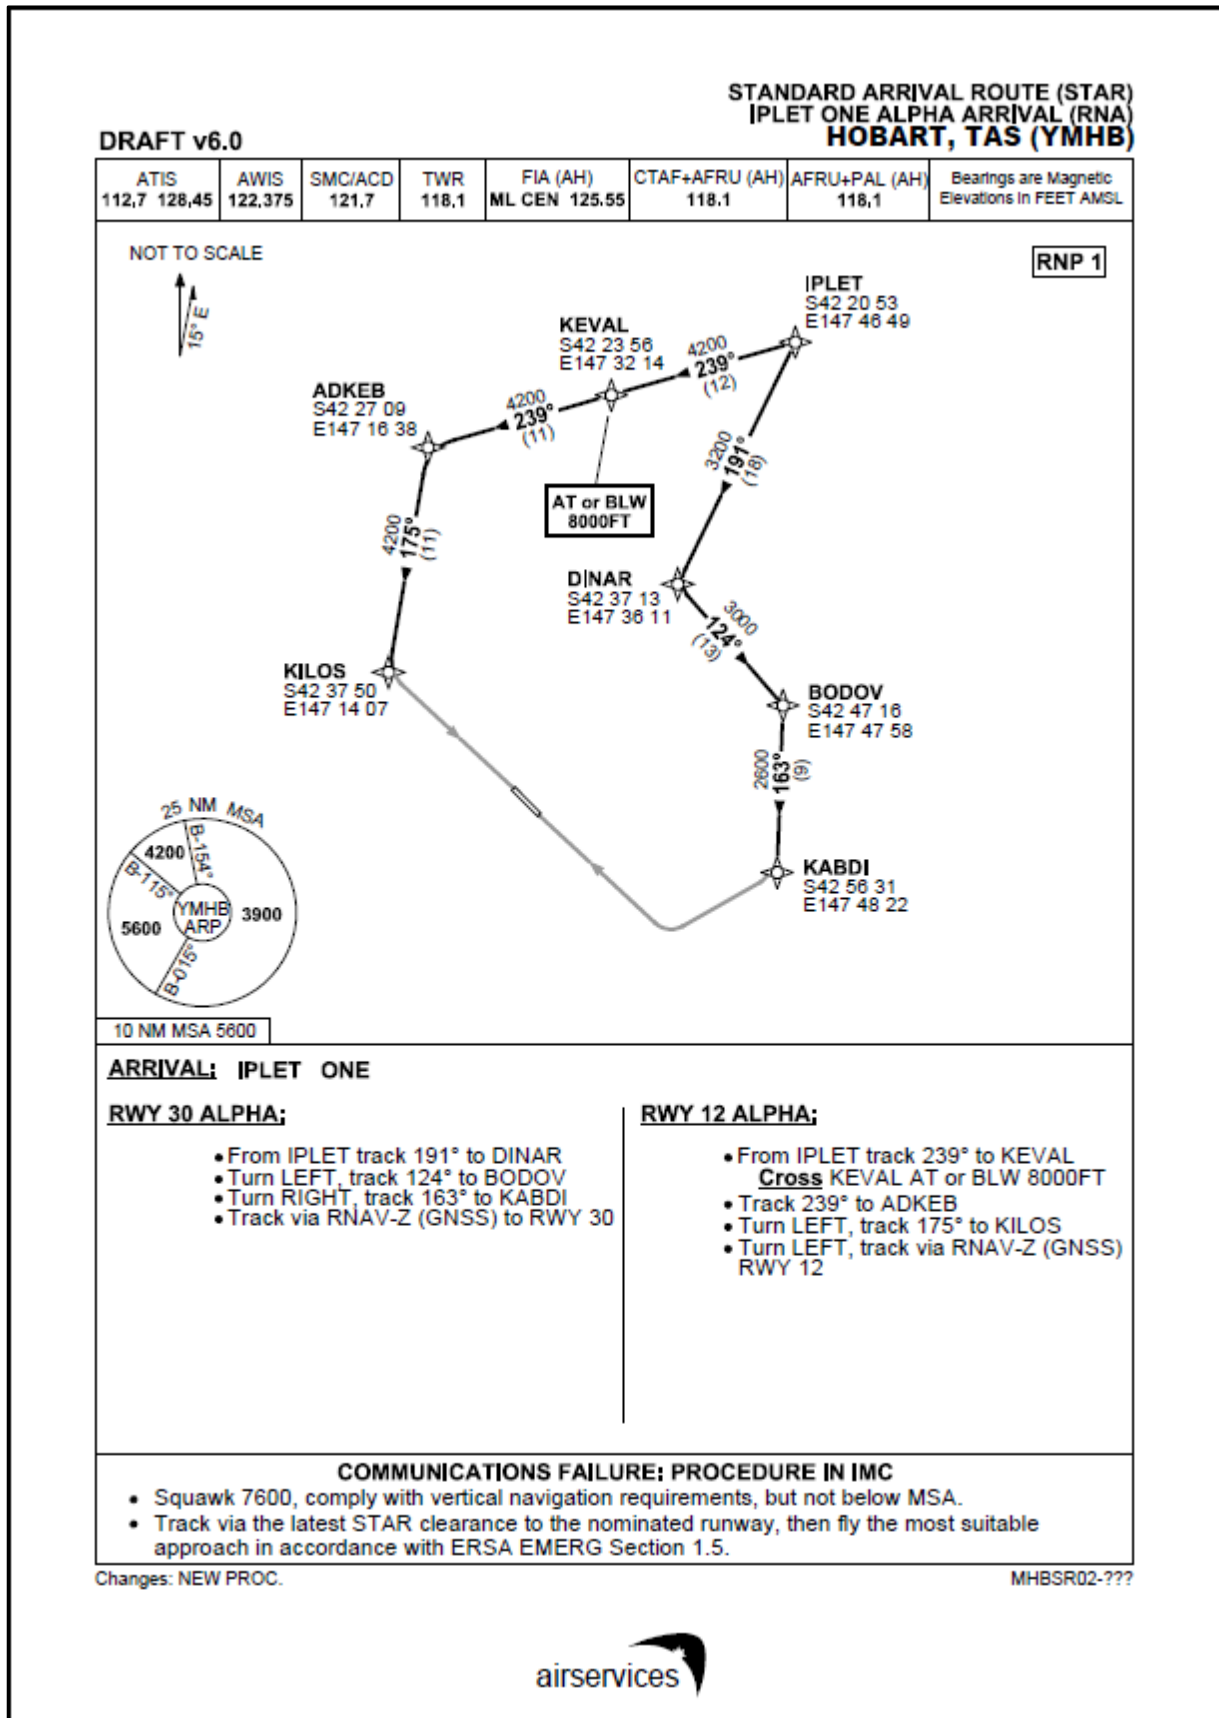 STANDARD ARRIVAL ROUTE (STAR)
IPLET ONE ALPHA ARRIVAL (RNA)
DRAFT v6.0
HOBART, TAS (YMHB)
ATIS
112.7 128.45
AWIS
122.375
SMC/ACD
121.7
TWR
118.1
FIA (AH)
ML CEN 125.55
CTAF+AFRU (AH)
118.1
AFRU+PAL (AH)
118.1
Bearings are Magnetic
Elevations in FEET AMSL
NOT TO SCALE
15° E
RNP 1
IPLET
S42 20 53
E147 46 49
KEVAL
S42 23 56
E147 32 14
4200
239°
(12)
ADKEB
S42 27 09
E147 16 38
4200
239°
(11)
3200
191°
(18)
AT or BLW
8000FT
4200
175°
(11)
DINAR
S42 37 13
E147 36 11
3000
124°
(13)
KILOS
S42 37 50
E147 14 07
BODOV
S42 47 16
E147 47 58
2600
163°
(9)
KABDI
S42 56 31
E147 48 22
25 NM MSA
4200
B-154°
B-115°
YMHB
ARP
3900
5600
B-015°
10 NM MSA 5600
ARRIVAL: IPLET ONE
RWY 30 ALPHA:
• From IPLET track 191° to DINAR
• Turn LEFT, track 124° to BODOV
• Turn RIGHT, track 163° to KABDI
• Track via RNAV-Z (GNSS) to RWY 30
RWY 12 ALPHA:
• From IPLET track 239° to KEVAL
Cross KEVAL AT or BLW 8000FT
• Track 239° to ADKEB
• Turn LEFT, track 175° to KILOS
• Turn LEFT, track via RNAV-Z (GNSS)
RWY 12
COMMUNICATIONS FAILURE: PROCEDURE IN IMC
• Squawk 7600, comply with vertical navigation requirements, but not below MSA.
• Track via the latest STAR clearance to the nominated runway, then fly the most suitable
approach in accordance with ERSA EMERG Section 1.5.
Changes: NEW PROC.
MHBSR02-???
airservices